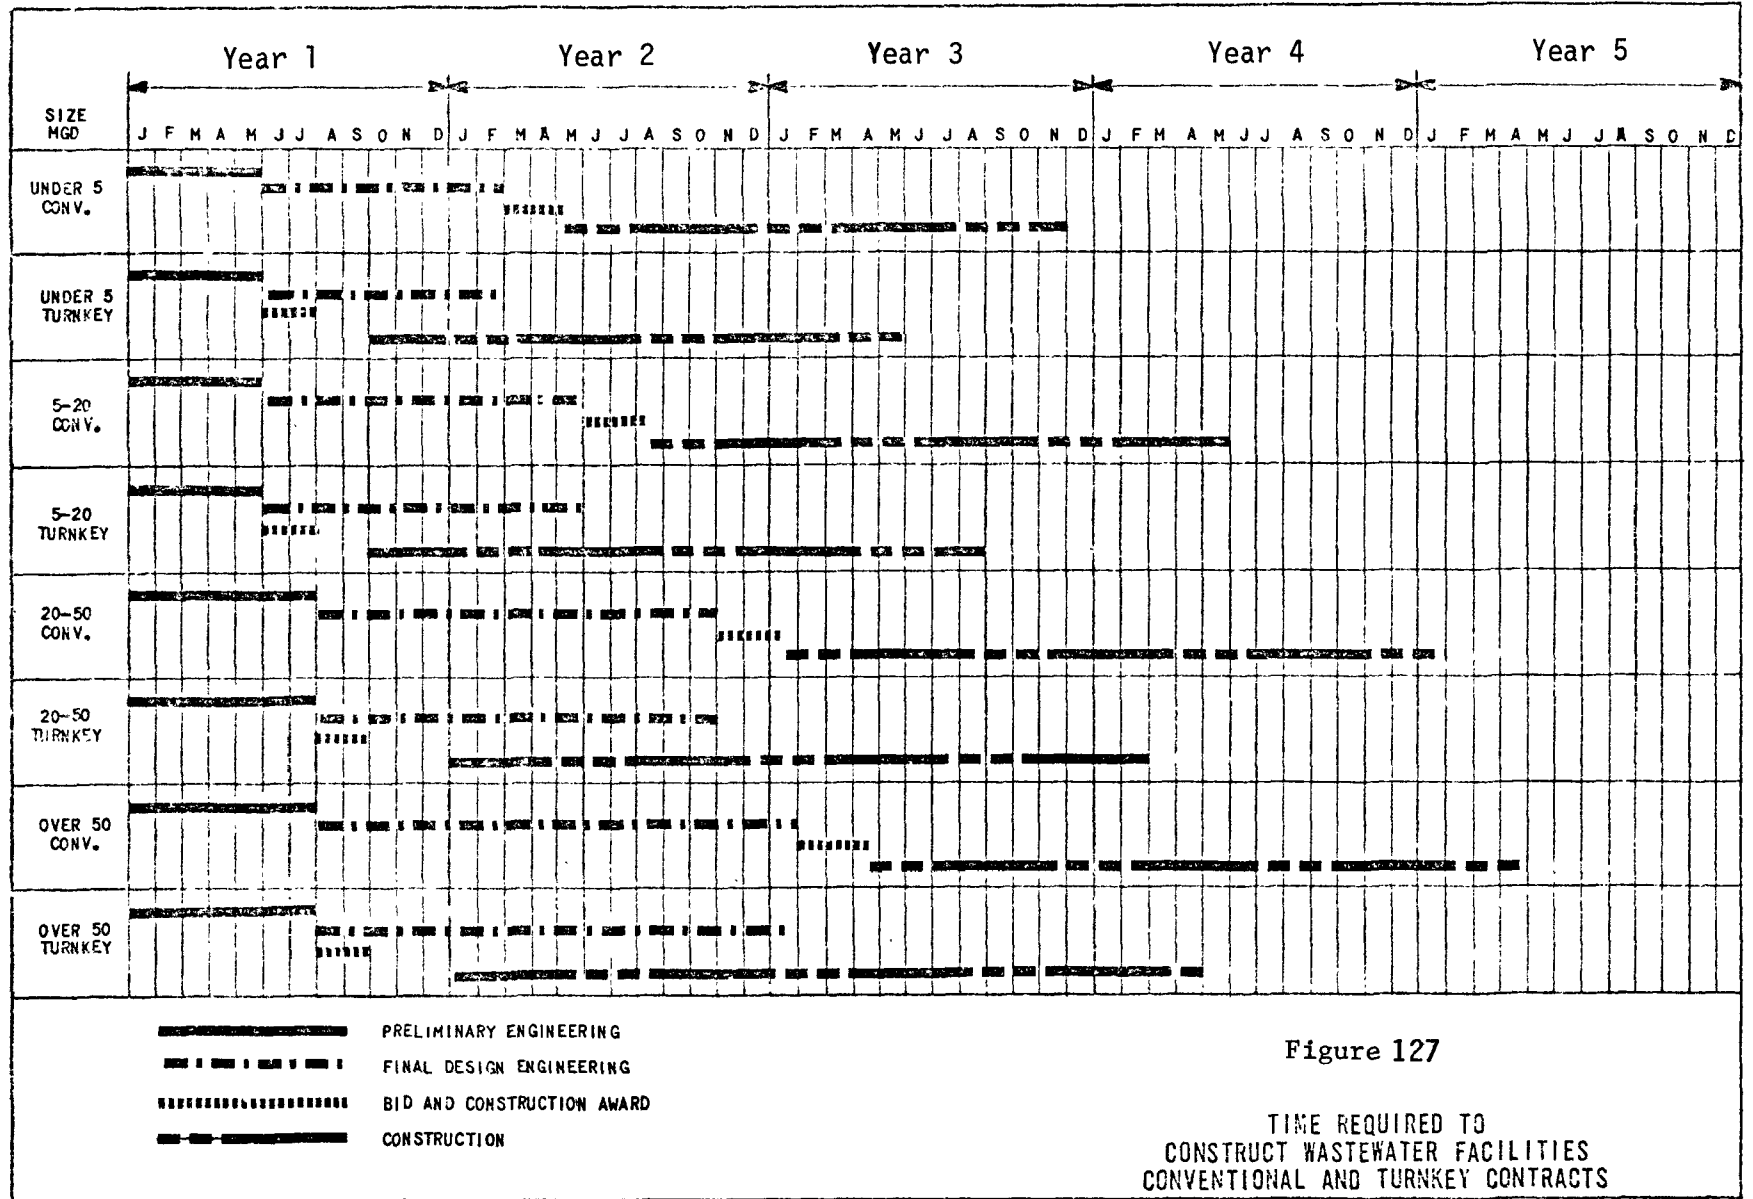 Year 1 Year 2 Year 3 Year 4 Year 5
SIZE
MGD
J F M A M J J A S O N D J F M A M J J A S O N D J F M A M J J A S O N D J F M A M J J A S O N D J F M A M J J A S O N D
UNDER 5
CONV.
UNDER 5
TURNKEY
5-20
CONV.
5-20
TURNKEY
20-50
CONV.
20-50
TURNKEY
OVER 50
CONV.
OVER 50
TURNKEY
PRELIMINARY ENGINEERING
FINAL DESIGN ENGINEERING
BID AND CONSTRUCTION AWARD
CONSTRUCTION
Figure 127
TIME REQUIRED TO
CONSTRUCT WASTEWATER FACILITIES
CONVENTIONAL AND TURNKEY CONTRACTS